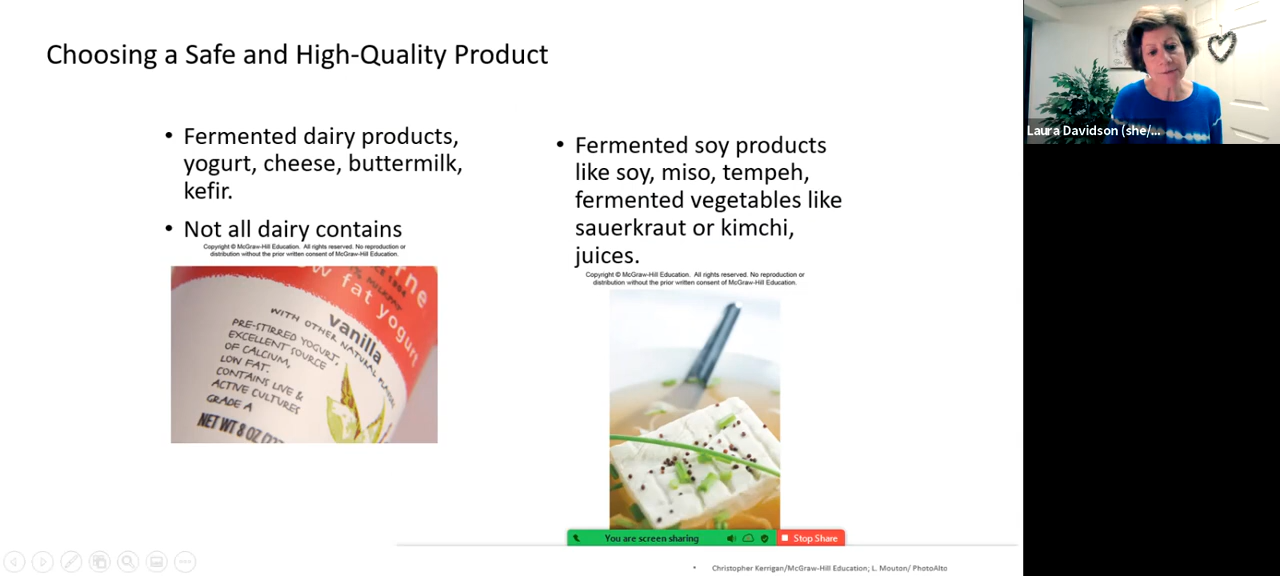 Choosing a Safe and High-Quality Product
• Fermented dairy products,
yogurt, cheese, buttermilk,
kefir.
• Not all dairy contains
Copyright © McGraw-Hill Education. All rights reserved. No reproduction or
distribution without the prior written consent of McGraw-Hill Education.
fat yogurt
WITH OTHER NATURAL
vanilla
PRE-STIRRED YOGURT,
EXCELLENT SOURCE
OF CALCIUM,
LOW FAT.
CONTAINS LIVE &
ACTIVE CULTURES
GRADE A
NET WT 8 OZ
• Fermented soy products
like soy, miso, tempeh,
fermented vegetables like
sauerkraut or kimchi,
juices.
Copyright © McGraw-Hill Education. All rights reserved. No reproduction or
distribution without the prior written consent of McGraw-Hill Education.
You are screen sharing
Stop Share
• Christopher Kerrigan/McGraw-Hill Education; L. Mouton/ PhotoAlto
Laura Davidson (she/...